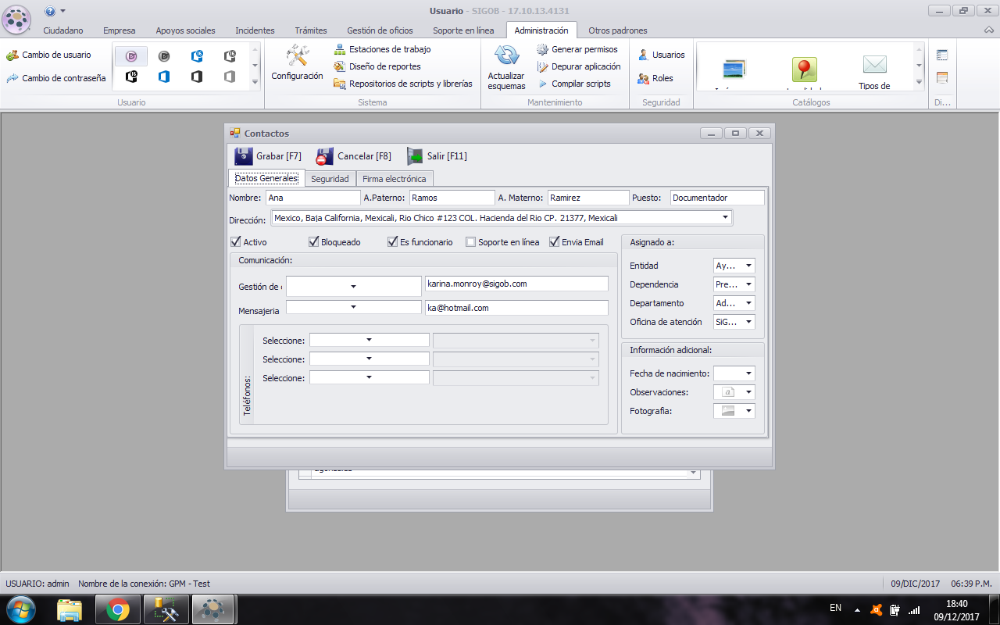 Usuario - SIGOB - 17.10.13.4131
Ciudadano Empresa Apoyos sociales Incidentes Trámites Gestión de oficios Soporte en línea Administración Otros padrones
Cambio de usuario
Cambio de contraseña
Usuario
Configuración
Estaciones de trabajo
Diseño de reportes
Repositorios de scripts y librerías
Sistema
Actualizar
esquemas
Generar permisos
Depurar aplicación
Compilar scripts
Mantenimiento
Usuarios
Roles
Seguridad
Tipos de
Catálogos
Di...
Contactos
Grabar [F7] Cancelar [F8] Salir [F11]
Datos Generales Seguridad Firma electrónica
Nombre: Ana A.Paterno: Ramos A. Materno: Ramirez Puesto: Documentador
Dirección: Mexico, Baja California, Mexicali, Rio Chico #123 COL. Hacienda del Rio CP. 21377, Mexicali
Activo Bloqueado Es funcionario Soporte en línea Envia Email
Comunicación:
Gestión de karina.monroy@sigob.com
Mensajeria ka@hotmail.com
Teléfonos:
Seleccione:
Seleccione:
Seleccione:
Asignado a:
Entidad Ay...
Dependencia Pre...
Departamento Ad...
Oficina de atención SiG...
Información adicional:
Fecha de nacimiento:
Observaciones:
Fotografia:
USUARIO: admin Nombre de la conexión: GPM - Test 09/DIC/2017 06:39 P.M.
EN 18:40
09/12/2017